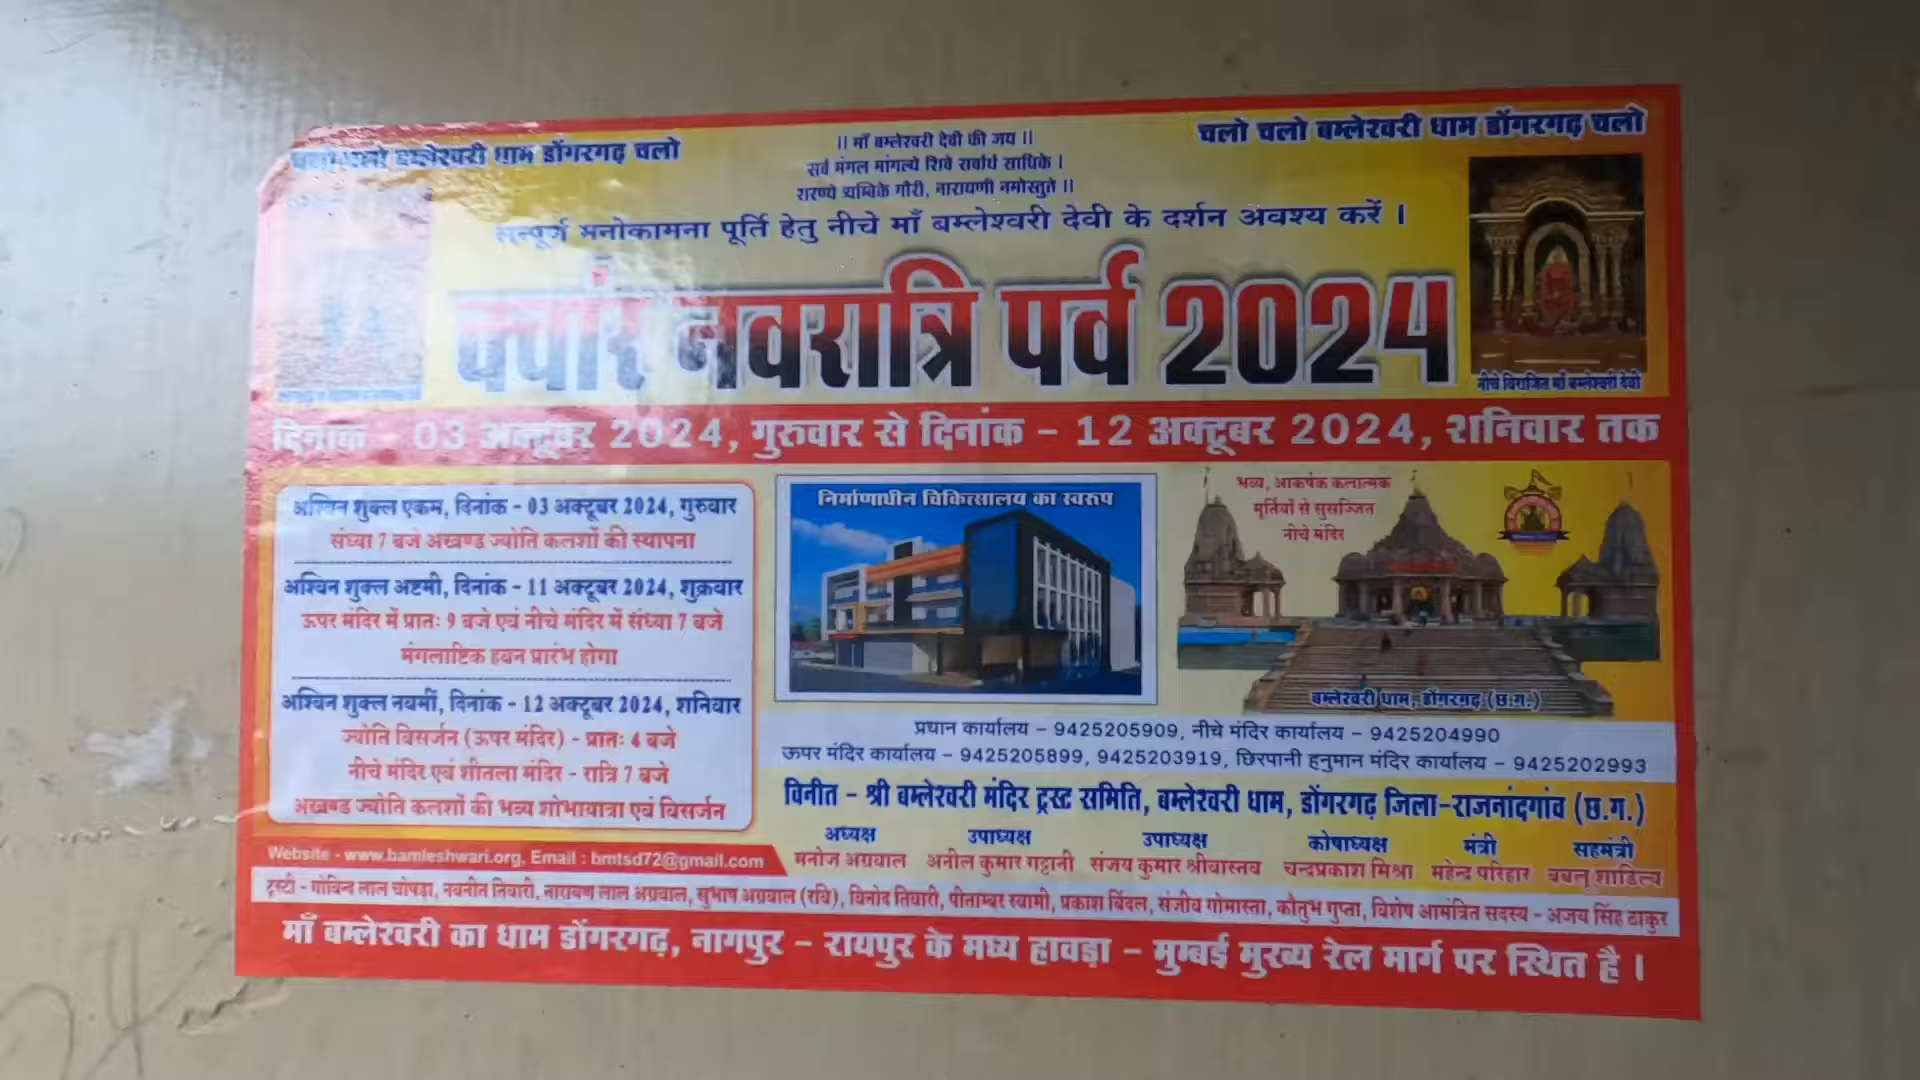 चलो चलो बम्लेश्वरी धाम डोंगरगढ़ चलो
।। माँ बम्लेश्वरी देवी की जय ।।
सर्व मंगल मांगल्ये शिवे सर्वार्थ साधिके ।
शरण्ये त्र्यम्बिके गौरी, नारायणी नमोस्तुते ।।
चलो चलो बम्लेश्वरी धाम डोंगरगढ़ चलो
सम्पूर्ण मनोकामना पूर्ति हेतु नीचे माँ बम्लेश्वरी देवी के दर्शन अवश्य करें ।
क्वांर नवरात्रि पर्व 2024
नीचे विराजित माँ बम्लेश्वरी देवी
दिनांक - 03 अक्टूबर 2024, गुरुवार से दिनांक - 12 अक्टूबर 2024, शनिवार तक
अश्विन शुक्ल एकम, दिनांक - 03 अक्टूबर 2024, गुरुवार
संध्या 7 बजे अखण्ड ज्योति कलशों की स्थापना
अश्विन शुक्ल अष्टमी, दिनांक - 11 अक्टूबर 2024, शुक्रवार
ऊपर मंदिर में प्रातः 9 बजे एवं नीचे मंदिर में संध्या 7 बजे
मंगलाष्टिक हवन प्रारंभ होगा
अश्विन शुक्ल नवमीं, दिनांक - 12 अक्टूबर 2024, शनिवार
ज्योति विसर्जन (ऊपर मंदिर) - प्रातः 4 बजे
नीचे मंदिर एवं शीतला मंदिर - रात्रि 7 बजे
अखण्ड ज्योति कलशों की भव्य शोभायात्रा एवं विसर्जन
निर्माणाधीन चिकित्सालय का स्वरुप
भव्य, आकर्षक कलात्मक
मूर्तियों से सुसज्जित
नीचे मंदिर
बम्लेश्वरी धाम, डोंगरगढ़ (छ.ग.)
प्रधान कार्यालय - 9425205909, नीचे मंदिर कार्यालय - 9425204990
ऊपर मंदिर कार्यालय - 9425205899, 9425203919, छिरपानी हनुमान मंदिर कार्यालय - 9425202993
विनीत - श्री बम्लेश्वरी मंदिर ट्रस्ट समिति, बम्लेश्वरी धाम, डोंगरगढ़ जिला-राजनांदगांव (छ.ग.)
अध्यक्ष उपाध्यक्ष उपाध्यक्ष कोषाध्यक्ष मंत्री सहमंत्री
मनोज अग्रवाल अनील कुमार गट्टानी संजय कुमार श्रीवास्तव चन्द्रप्रकाश मिश्रा महेन्द्र परिहार बबलू शांडिल्य
Website - www.bamleshwari.org, Email : bmtsd72@gmail.com
ट्रस्टी - गोविन्द लाल चोपड़ा, नवनीत तिवारी, नारायण लाल अग्रवाल, सुभाष अग्रवाल (रवि), विनोद तिवारी, पीताम्बर स्वामी, प्रकाश बिंदल, संजीव गोमास्ता, कौतुभ गुप्ता, विशेष आमंत्रित सदस्य - अजय सिंह ठाकुर
माँ बम्लेश्वरी का धाम डोंगरगढ़, नागपुर - रायपुर के मध्य हावड़ा - मुम्बई मुख्य रेल मार्ग पर स्थित है ।